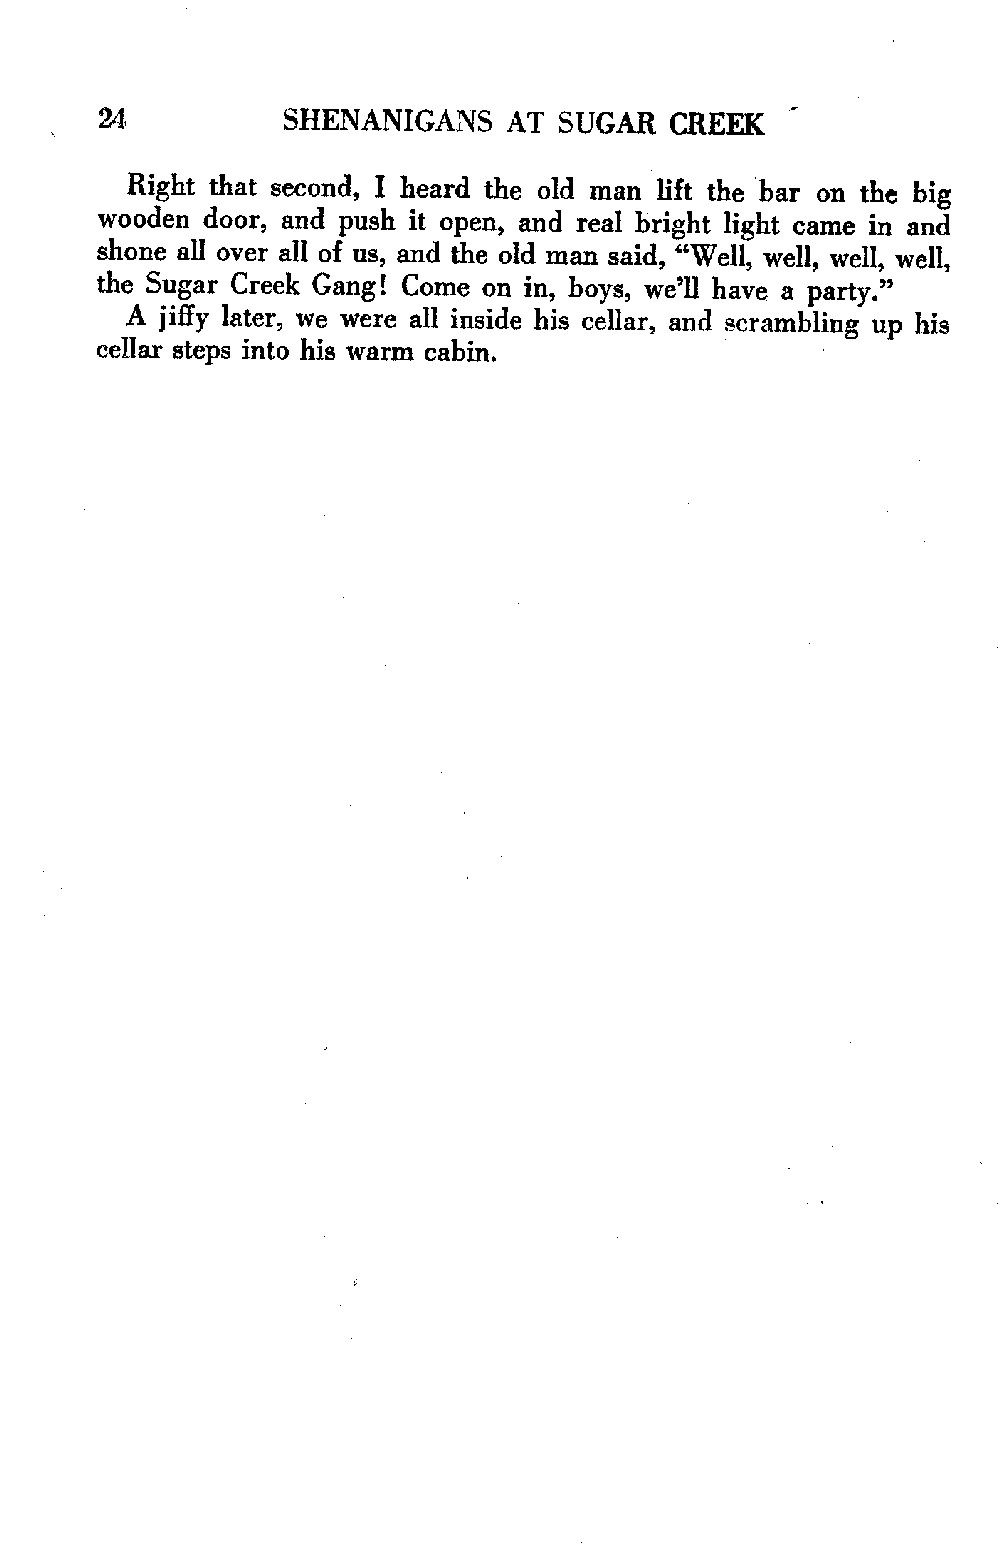 24 SHENANIGANS AT SUGAR CREEK
Right that second, I heard the old man lift the bar on the big
wooden door, and push it open, and real bright light came in and
shone all over all of us, and the old man said, “Well, well, well, well,
the Sugar Creek Gang! Come on in, boys, we’ll have a party.”
A jiffy later, we were all inside his cellar, and scrambling up his
cellar steps into his warm cabin.